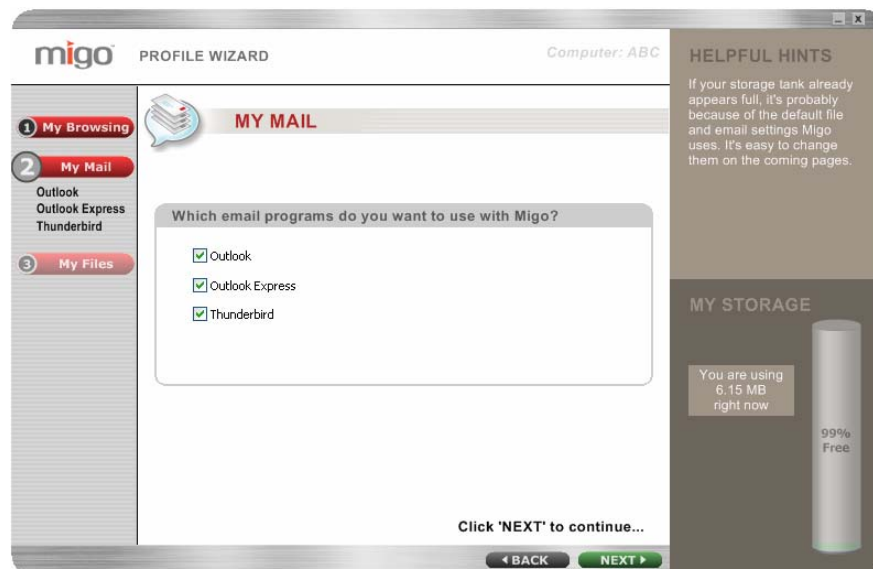 migo
PROFILE WIZARD
Computer: ABC
1 My Browsing
2 My Mail
Outlook
Outlook Express
Thunderbird
3 My Files
MY MAIL
Which email programs do you want to use with Migo?
Outlook
Outlook Express
Thunderbird
Click 'NEXT' to continue...
BACK
NEXT
HELPFUL HINTS
If your storage tank already
appears full, it's probably
because of the default file
and email settings Migo
uses. It's easy to change
them on the coming pages.
MY STORAGE
You are using
6.15 MB
right now
99%
Free